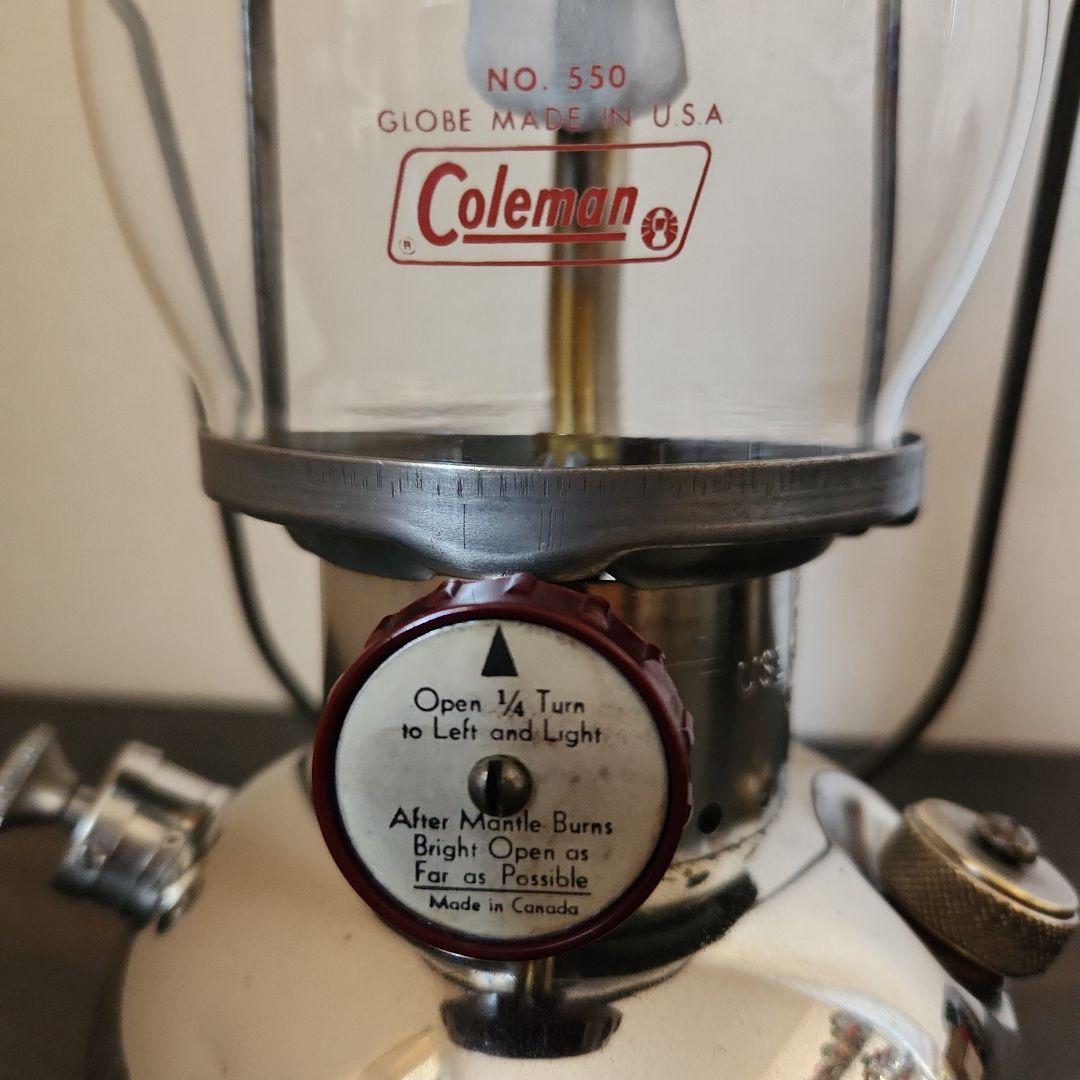 NO. 550
GLOBE MADE IN U.S.A.
Coleman
®
Open ¼ Turn
to Left and Light
After Mantle Burns
Bright Open as
Far as Possible
Made in Canada